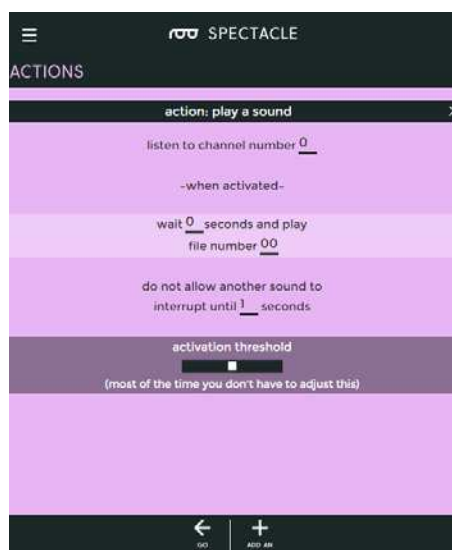 SPECTACLE
ACTIONS
action: play a sound
listen to channel number 0
-when activated-
wait 0 seconds and play
file number 00
do not allow another sound to
interrupt until 1 seconds
activation threshold
(most of the time you don't have to adjust this)
GO ADD AN